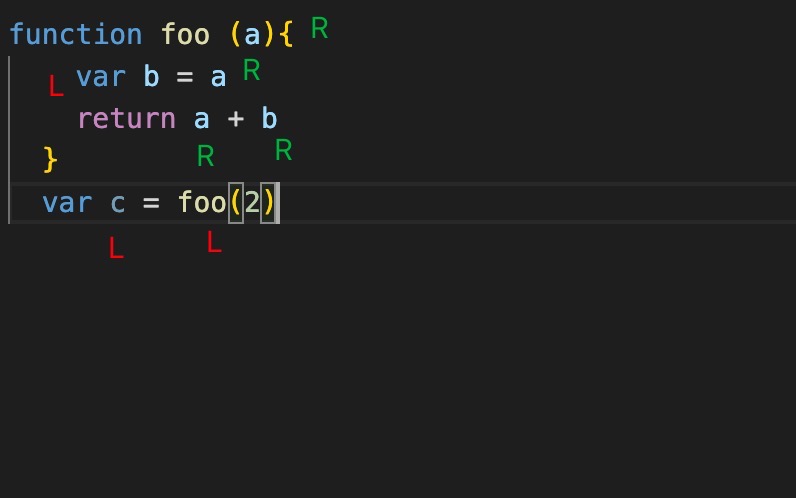 function foo (a){ R
L var b = a R
return a + b
} R R
var c = foo(2)
L L